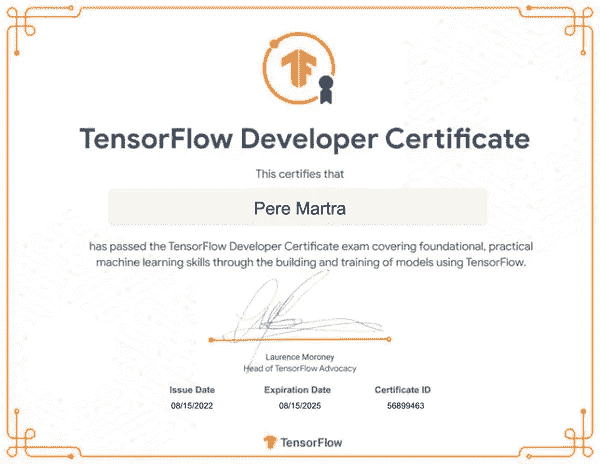 TensorFlow Developer Certificate
This certifies that
Pere Martra
has passed the TensorFlow Developer Certificate exam covering foundational, practical
machine learning skills through the building and training of models using TensorFlow.
Laurence Moroney
Head of TensorFlow Advocacy
Issue Date Expiration Date Certificate ID
08/15/2022 08/15/2025 56899463
TensorFlow